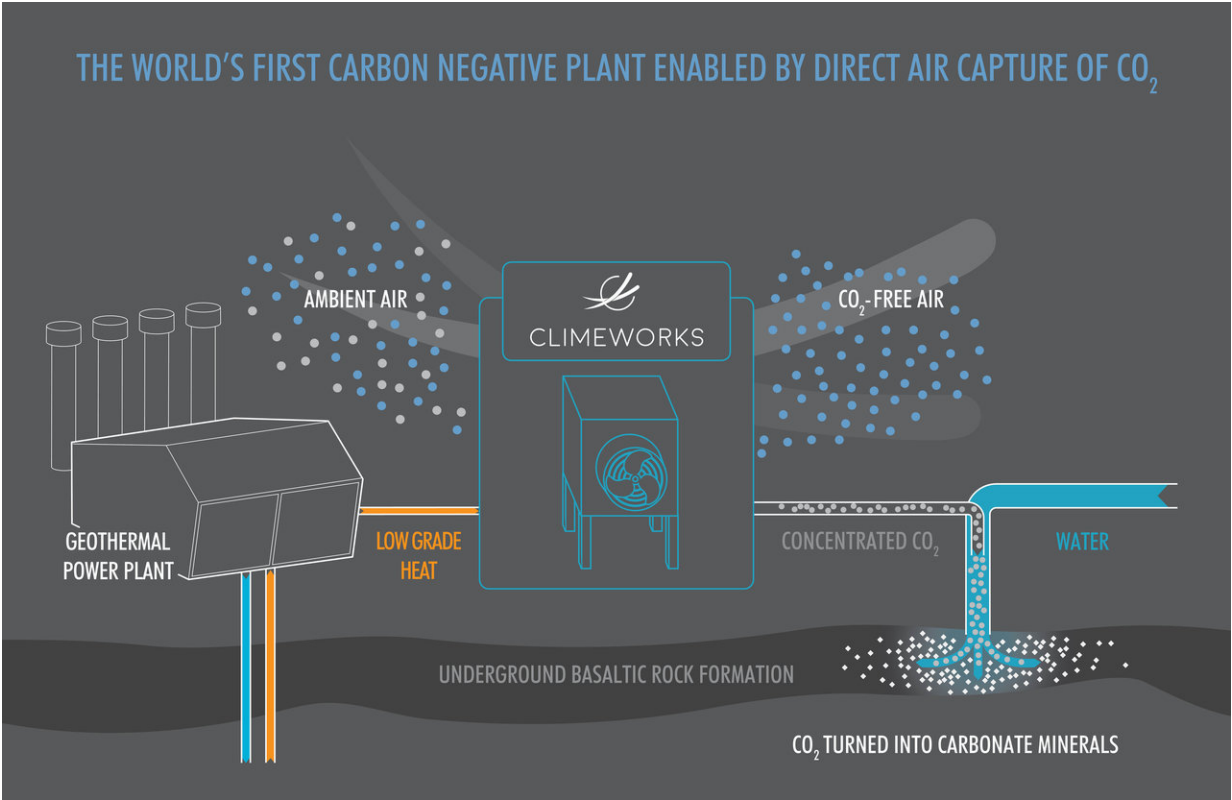 THE WORLD'S FIRST CARBON NEGATIVE PLANT ENABLED BY DIRECT AIR CAPTURE OF CO₂
AMBIENT AIR
CLIMEWORKS
CO₂-FREE AIR
GEOTHERMAL
POWER PLANT
LOW GRADE
HEAT
CONCENTRATED CO₂
WATER
UNDERGROUND BASALTIC ROCK FORMATION
CO₂ TURNED INTO CARBONATE MINERALS